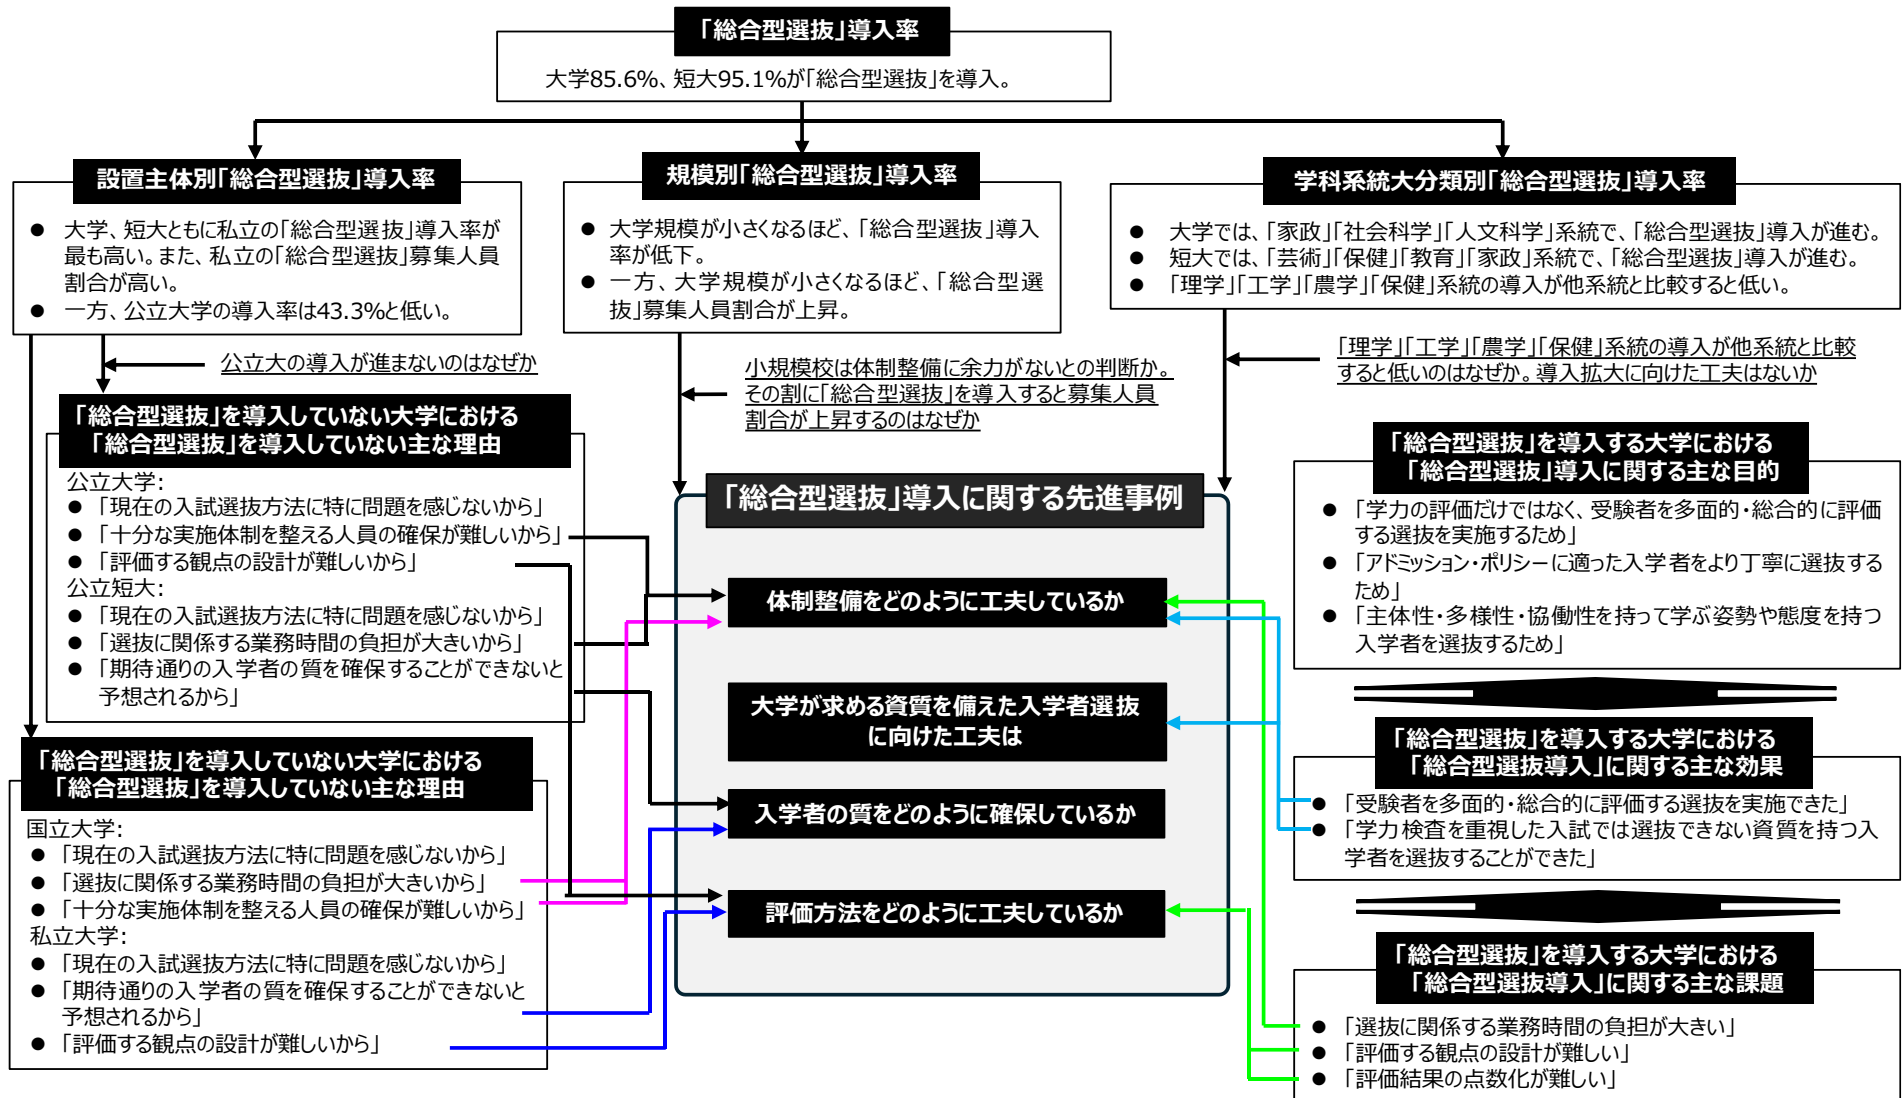 「総合型選抜」導入率
大学85.6%、短大95.1%が「総合型選抜」を導入。
設置主体別「総合型選抜」導入率
● 大学、短大ともに私立の「総合型選抜」導入率が
最も高い。また、私立の「総合型選抜」募集人員
割合が高い。
● 一方、公立大学の導入率は43.3%と低い。
規模別「総合型選抜」導入率
● 大学規模が小さくなるほど、「総合型選抜」導入
率が低下。
● 一方、大学規模が小さくなるほど、「総合型選
抜」募集人員割合が上昇。
学科系統大分類別「総合型選抜」導入率
● 大学では、「家政」「社会科学」「人文科学」系統で、「総合型選抜」導入が進む。
● 短大では、「芸術」「保健」「教育」「家政」系統で、「総合型選抜」導入が進む。
● 「理学」「工学」「農学」「保健」系統の導入が他系統と比較すると低い。
公立大の導入が進まないのはなぜか
小規模校は体制整備に余力がないとの判断か。
その割に「総合型選抜」を導入すると募集人員
割合が上昇するのはなぜか
「理学」「工学」「農学」「保健」系統の導入が他系統と比較
すると低いのはなぜか。導入拡大に向けた工夫はないか
「総合型選抜」を導入していない大学における
「総合型選抜」を導入していない主な理由
公立大学:
● 「現在の入試選抜方法に特に問題を感じないから」
● 「十分な実施体制を整える人員の確保が難しいから」
● 「評価する観点の設計が難しいから」
公立短大:
● 「現在の入試選抜方法に特に問題を感じないから」
● 「選抜に関係する業務時間の負担が大きいから」
● 「期待通りの入学者の質を確保することができないと
予想されるから」
「総合型選抜」を導入していない大学における
「総合型選抜」を導入していない主な理由
国立大学:
● 「現在の入試選抜方法に特に問題を感じないから」
● 「選抜に関係する業務時間の負担が大きいから」
● 「十分な実施体制を整える人員の確保が難しいから」
私立大学:
● 「現在の入試選抜方法に特に問題を感じないから」
● 「期待通りの入学者の質を確保することができないと
予想されるから」
● 「評価する観点の設計が難しいから」
「総合型選抜」導入に関する先進事例
体制整備をどのように工夫しているか
大学が求める資質を備えた入学者選抜
に向けた工夫は
入学者の質をどのように確保しているか
評価方法をどのように工夫しているか
「総合型選抜」を導入する大学における
「総合型選抜」導入に関する主な目的
● 「学力の評価だけではなく、受験者を多面的・総合的に評価
する選抜を実施するため」
● 「アドミッション・ポリシーに適った入学者をより丁寧に選抜する
ため」
● 「主体性・多様性・協働性を持って学ぶ姿勢や態度を持つ
入学者を選抜するため」
「総合型選抜」を導入する大学における
「総合型選抜導入」に関する主な効果
● 「受験者を多面的・総合的に評価する選抜を実施できた」
● 「学力検査を重視した入試では選抜できない資質を持つ入
学者を選抜することができた」
「総合型選抜」を導入する大学における
「総合型選抜導入」に関する主な課題
● 「選抜に関係する業務時間の負担が大きい」
● 「評価する観点の設計が難しい」
● 「評価結果の点数化が難しい」